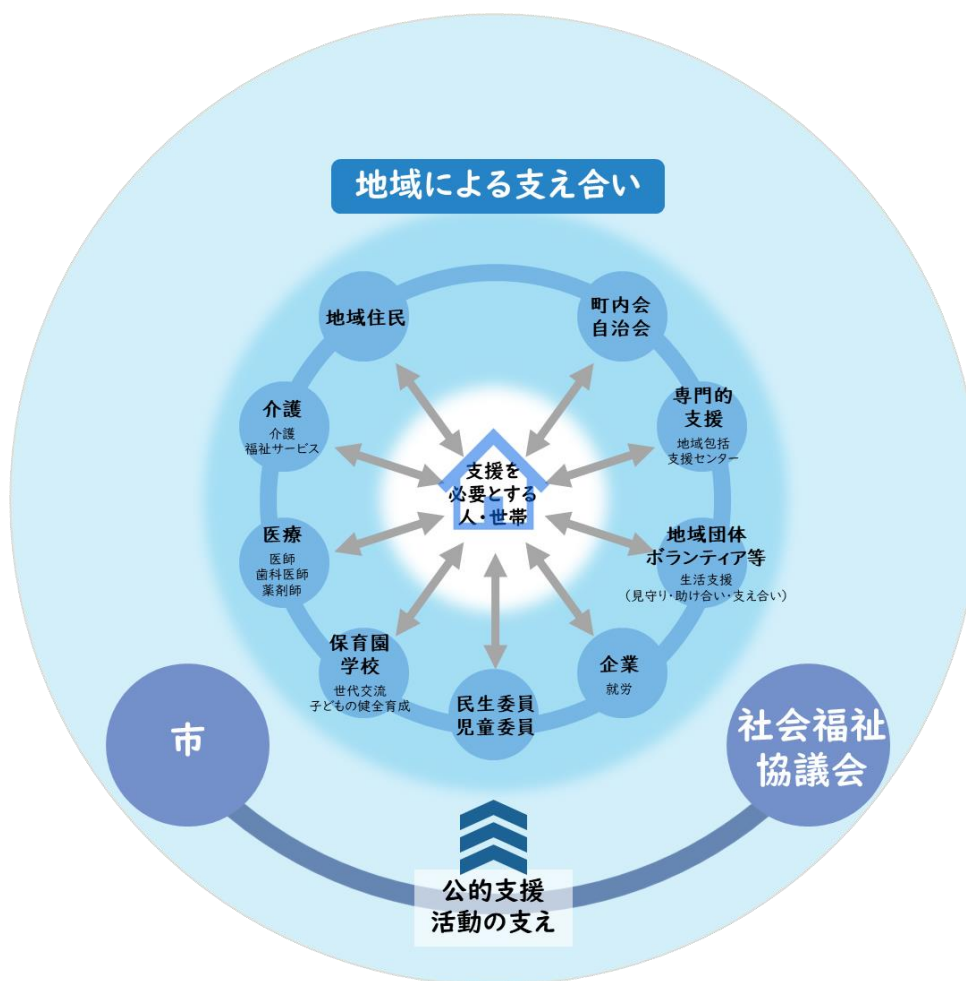 地域による支え合い
地域住民
町内会
自治会
介護
介護
福祉サービス
専門的
支援
地域包括
支援センター
支援を
必要とする
人・世帯
医療
医師
歯科医師
薬剤師
地域団体
ボランティア等
生活支援
(見守り・助け合い・支え合い)
保育園
学校
世代交流
子どもの健全育成
民生委員
児童委員
企業
就労
市
社会福祉
協議会
公的支援
活動の支え